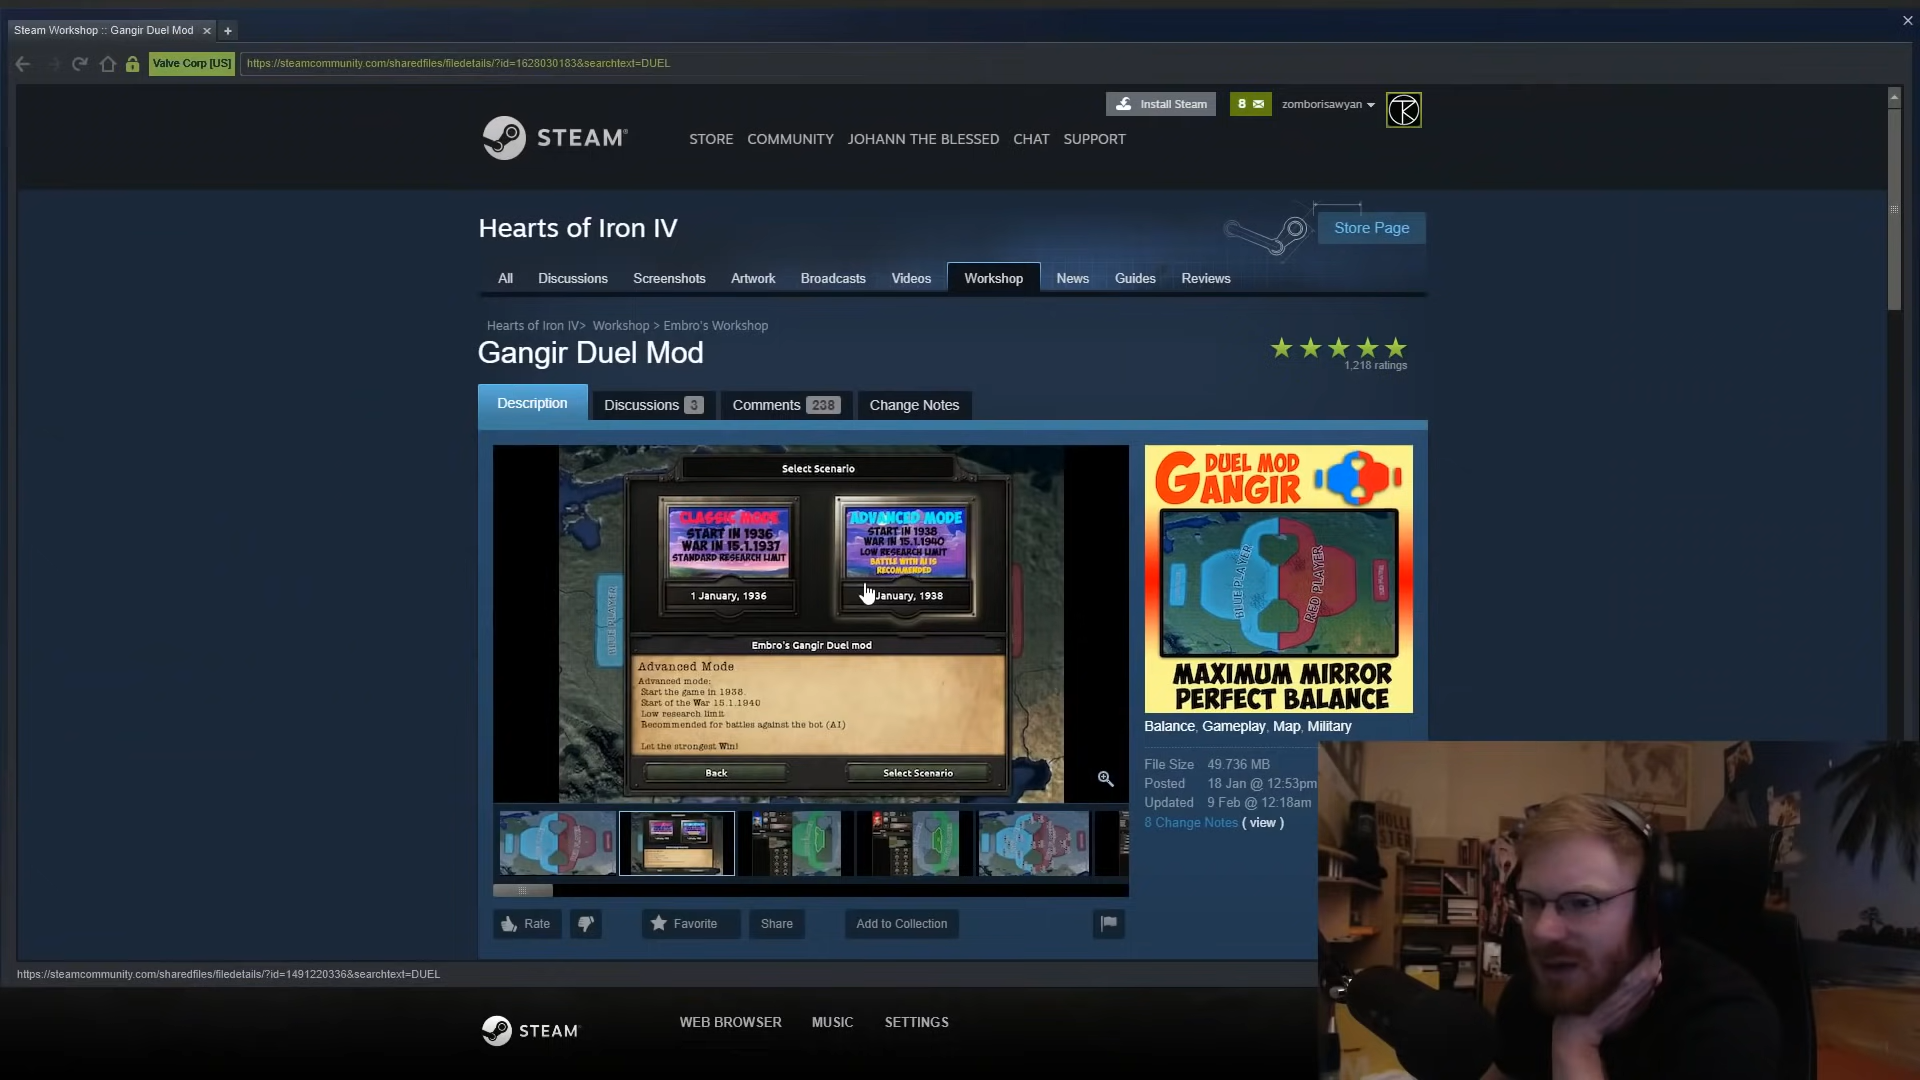 Steam Workshop :: Gangir Duel Mod
Valve Corp [US]
https://steamcommunity.com/sharedfiles/filedetails/?id=1628030183&searchtext=DUEL
Install Steam
8
zomborisawyan
STEAM
STORE COMMUNITY JOHANN THE BLESSED CHAT SUPPORT
Hearts of Iron IV
Store Page
All Discussions Screenshots Artwork Broadcasts Videos Workshop News Guides Reviews
Hearts of Iron IV> Workshop > Embro's Workshop
Gangir Duel Mod
1,218 ratings
Description Discussions 3 Comments 238 Change Notes
Select Scenario
CLASSIC MODE
START IN 1936
WAR IN 15.1.1937
STANDARD RESEARCH LIMIT
1 January, 1936
ADVANCED MODE
START IN 1938
WAR IN 15.1.1940
LOW RESEARCH LIMIT
BATTLE WITH AI IS
RECOMMENDED
January, 1938
BLUE PLAYER
Embro's Gangir Duel mod
Advanced Mode
Advanced mode:
Start the game in 1938
Start of the War 15.1.1940
Low research limit
Recommended for battles against the bot (AI)
Let the strongest Win!
Back
Select Scenario
DUEL MOD
GANGIR
BLUE PLAYER
RED PLAYER
MAXIMUM MIRROR
PERFECT BALANCE
Balance, Gameplay, Map, Military
File Size 49.736 MB
Posted 18 Jan @ 12:53pm
Updated 9 Feb @ 12:18am
8 Change Notes ( view )
Rate
Favorite
Share
Add to Collection
https://steamcommunity.com/sharedfiles/filedetails/?id=1491220336&searchtext=DUEL
STEAM
WEB BROWSER MUSIC SETTINGS